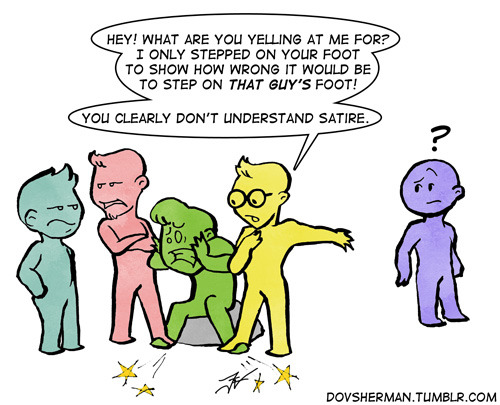 HEY! WHAT ARE YOU YELLING AT ME FOR?
I ONLY STEPPED ON YOUR FOOT
TO SHOW HOW WRONG IT WOULD BE
TO STEP ON THAT GUY'S FOOT!
YOU CLEARLY DON'T UNDERSTAND SATIRE.
?
DOVSHERMAN.TUMBLR.COM